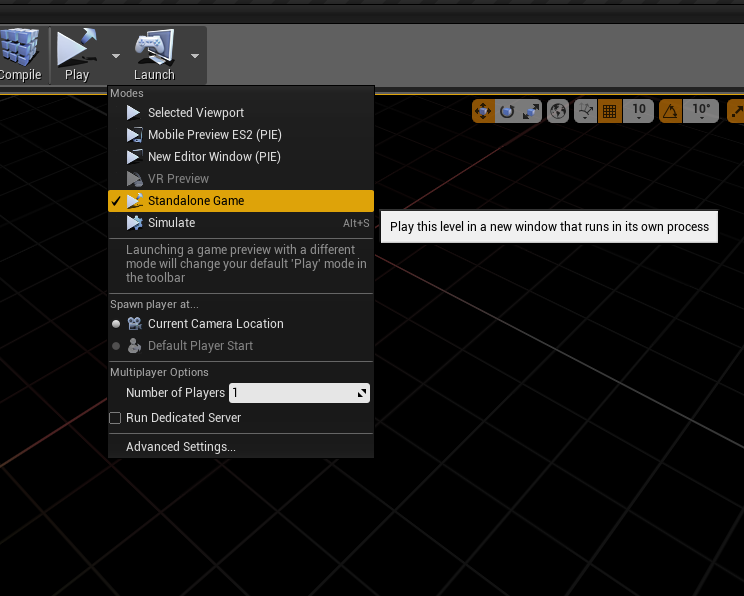 Compile
Play
Launch
Modes
Selected Viewport
Mobile Preview ES2 (PIE)
New Editor Window (PIE)
VR Preview
Standalone Game
Simulate Alt+S
Launching a game preview with a different
mode will change your default 'Play' mode in
the toolbar
Spawn player at...
Current Camera Location
Default Player Start
Multiplayer Options
Number of Players 1
Run Dedicated Server
Advanced Settings...
10
10°
Play this level in a new window that runs in its own process